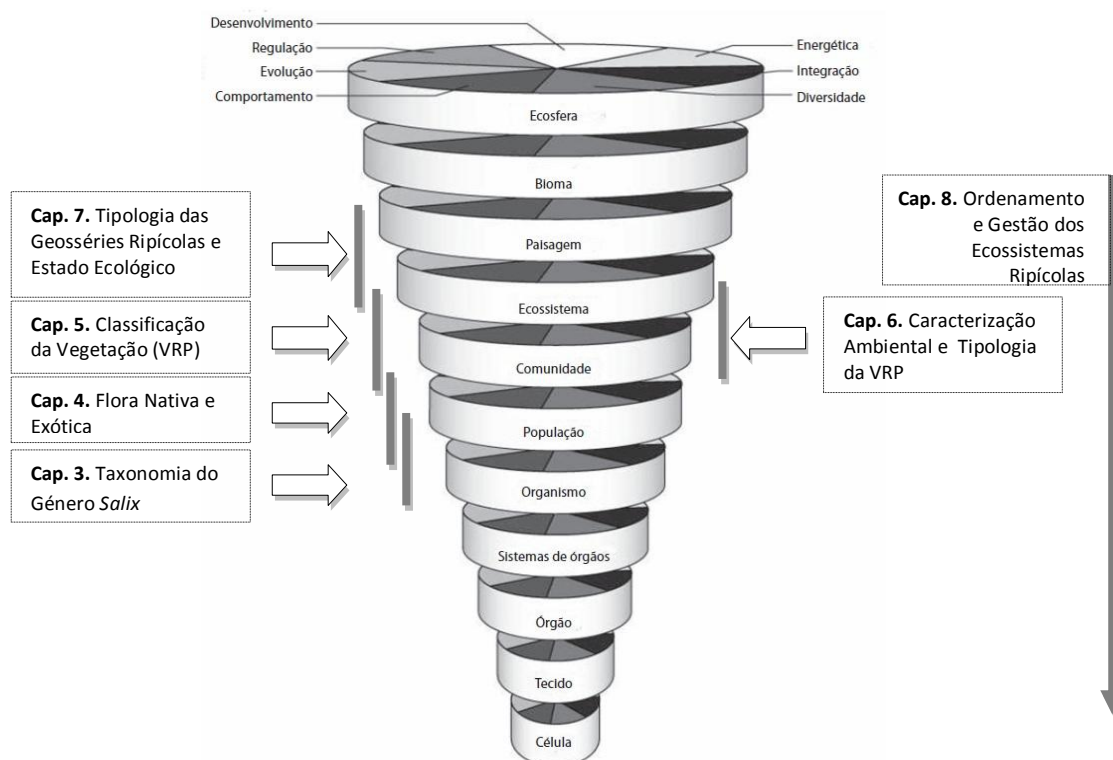 Desenvolvimento
Regulação
Evolução
Comportamento
Energética
Integração
Diversidade
Ecosfera
Bioma
Paisagem
Ecossistema
Comunidade
População
Organismo
Sistemas de órgãos
Órgão
Tecido
Célula
Cap. 7. Tipologia das
Geosséries Ripícolas e
Estado Ecológico
Cap. 5. Classificação
da Vegetação (VRP)
Cap. 4. Flora Nativa e
Exótica
Cap. 3. Taxonomia do
Género Salix
Cap. 8. Ordenamento
e Gestão dos
Ecossistemas
Ripícolas
Cap. 6. Caracterização
Ambiental e Tipologia
da VRP